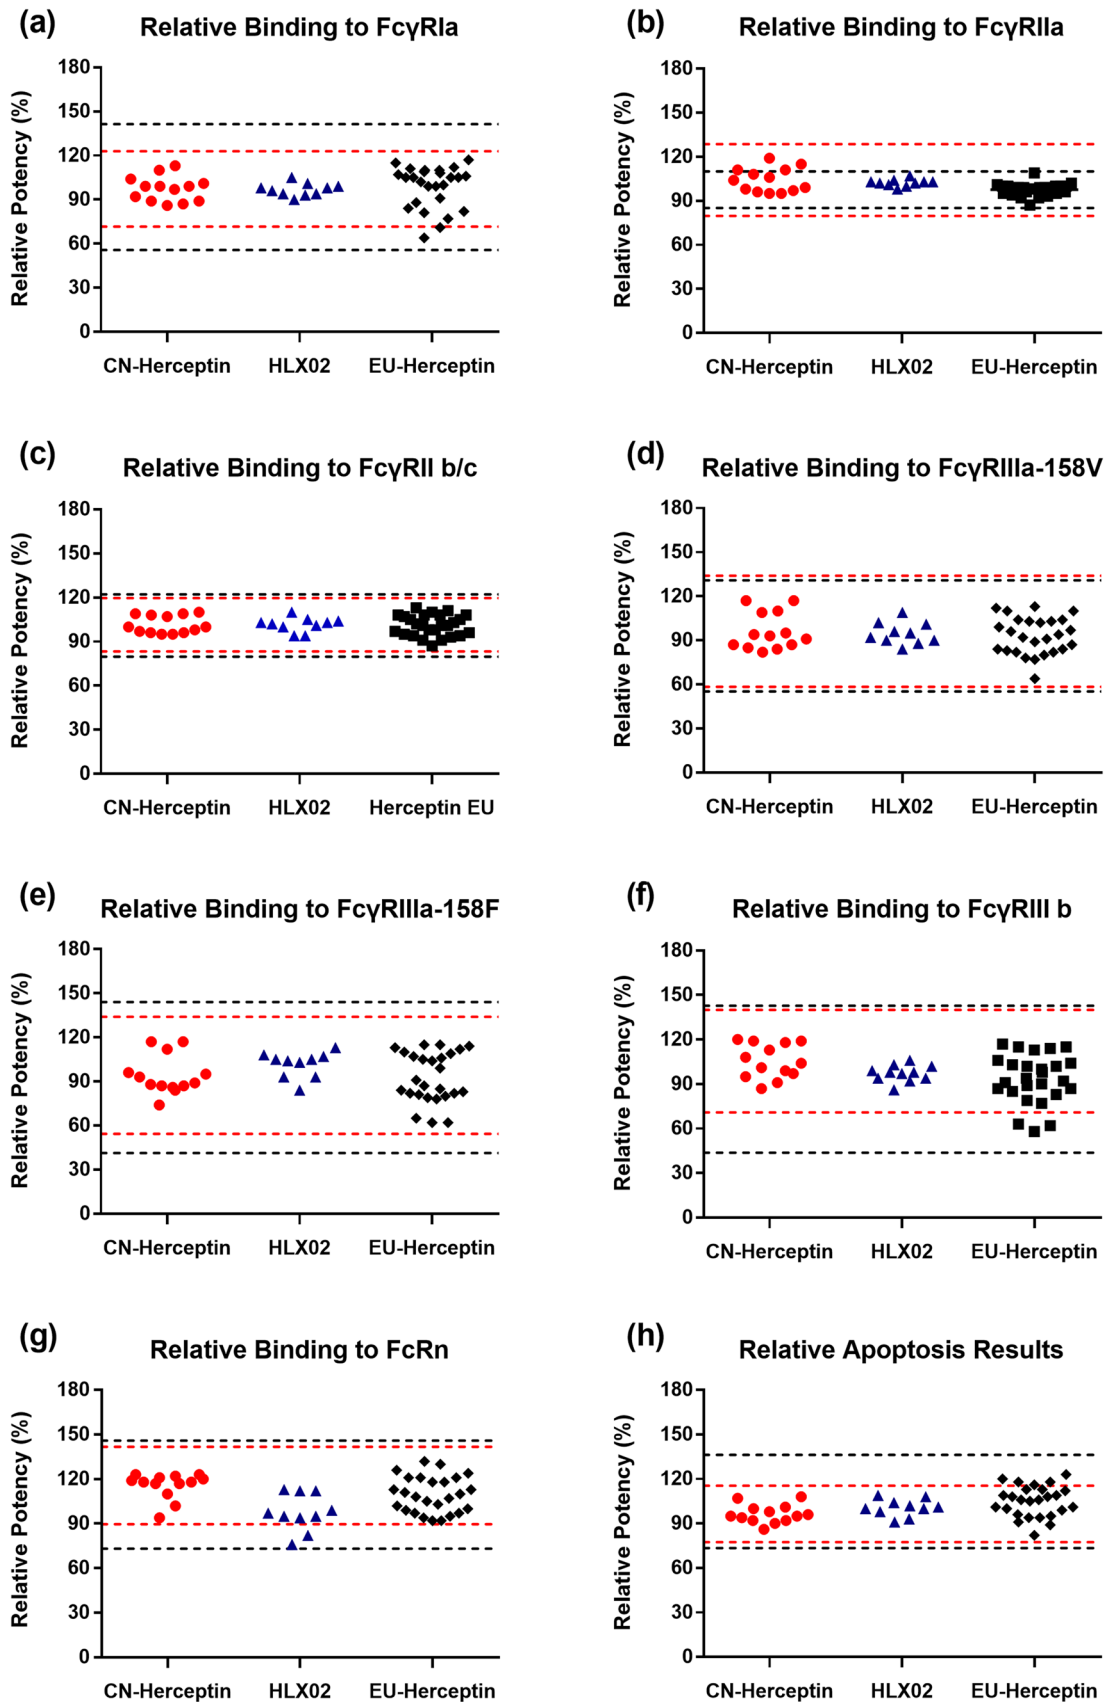 (a)
Relative Binding to FcγRIa
Relative Potency (%)
180
150
120
90
60
30
0
CN-Herceptin
HLX02
EU-Herceptin
(b)
Relative Binding to FcγRIIa
Relative Potency (%)
180
150
120
90
60
30
0
CN-Herceptin
HLX02
EU-Herceptin
(c)
Relative Binding to FcγRII b/c
Relative Potency (%)
180
150
120
90
60
30
0
CN-Herceptin
HLX02
Herceptin EU
(d)
Relative Binding to FcγRIIIa-158V
Relative Potency (%)
180
150
120
90
60
30
0
CN-Herceptin
HLX02
EU-Herceptin
(e)
Relative Binding to FcγRIIIa-158F
Relative Potency (%)
180
150
120
90
60
30
0
CN-Herceptin
HLX02
EU-Herceptin
(f)
Relative Binding to FcγRIII b
Relative Potency (%)
180
150
120
90
60
30
0
CN-Herceptin
HLX02
EU-Herceptin
(g)
Relative Binding to FcRn
Relative Potency (%)
180
150
120
90
60
30
0
CN-Herceptin
HLX02
EU-Herceptin
(h)
Relative Apoptosis Results
Relative Potency (%)
180
150
120
90
60
30
0
CN-Herceptin
HLX02
EU-Herceptin